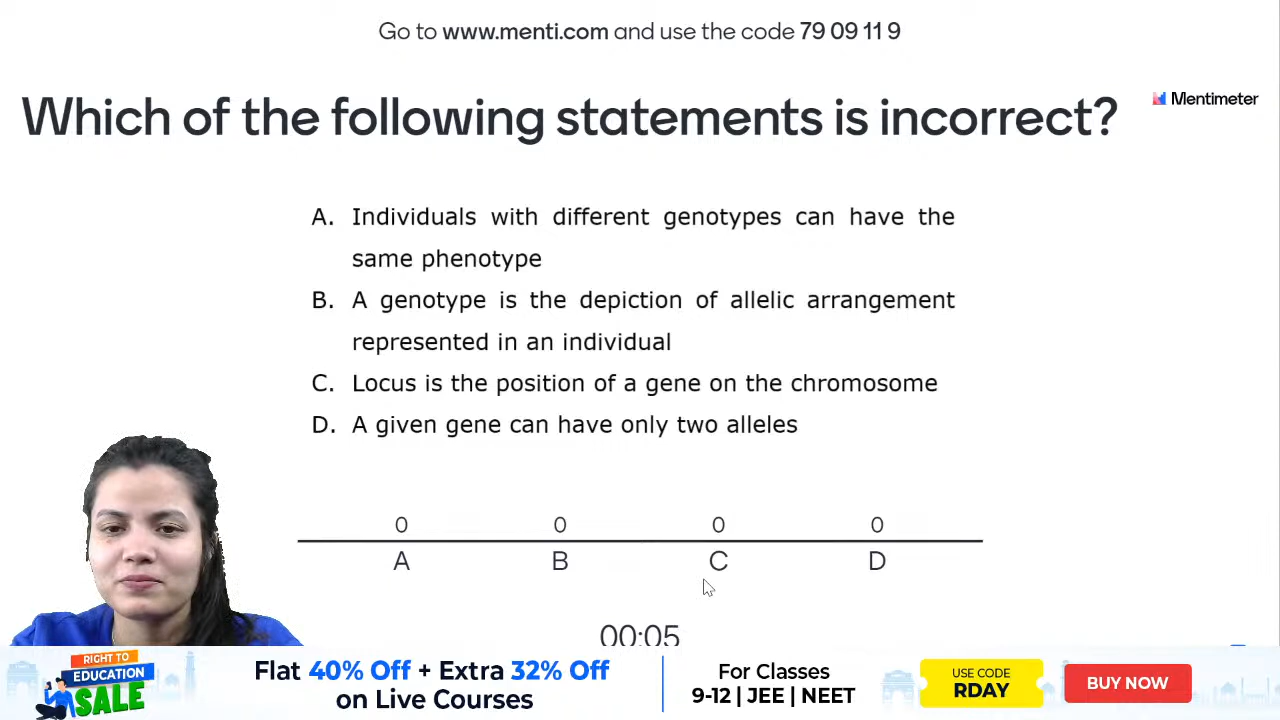 Go to www.menti.com and use the code 79 09 11 9
Which of the following statements is incorrect?
Mentimeter
A. Individuals with different genotypes can have the
same phenotype
B. A genotype is the depiction of allelic arrangement
represented in an individual
C. Locus is the position of a gene on the chromosome
D. A given gene can have only two alleles
0 0 0 0
A B C D
00:05
RIGHT TO
EDUCATION
SALE
Flat 40% Off + Extra 32% Off
on Live Courses
For Classes
9-12 | JEE | NEET
USE CODE
RDAY
BUY NOW